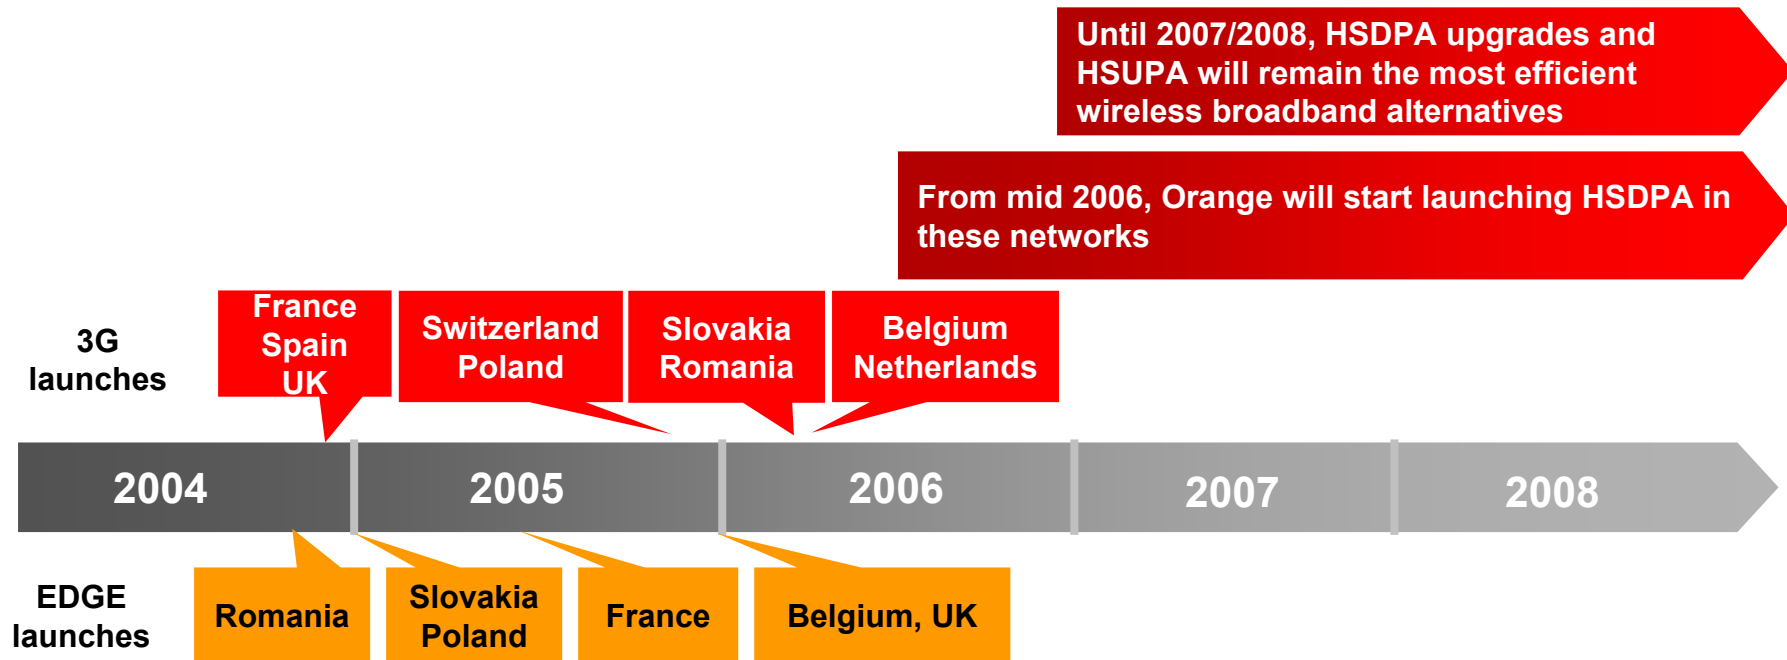 Until 2007/2008, HSDPA upgrades and
HSUPA will remain the most efficient
wireless broadband alternatives
From mid 2006, Orange will start launching HSDPA in
these networks
3G
launches
France
Spain
UK
Switzerland
Poland
Slovakia
Romania
Belgium
Netherlands
2004
2005
2006
2007
2008
EDGE
launches
Romania
Slovakia
Poland
France
Belgium, UK